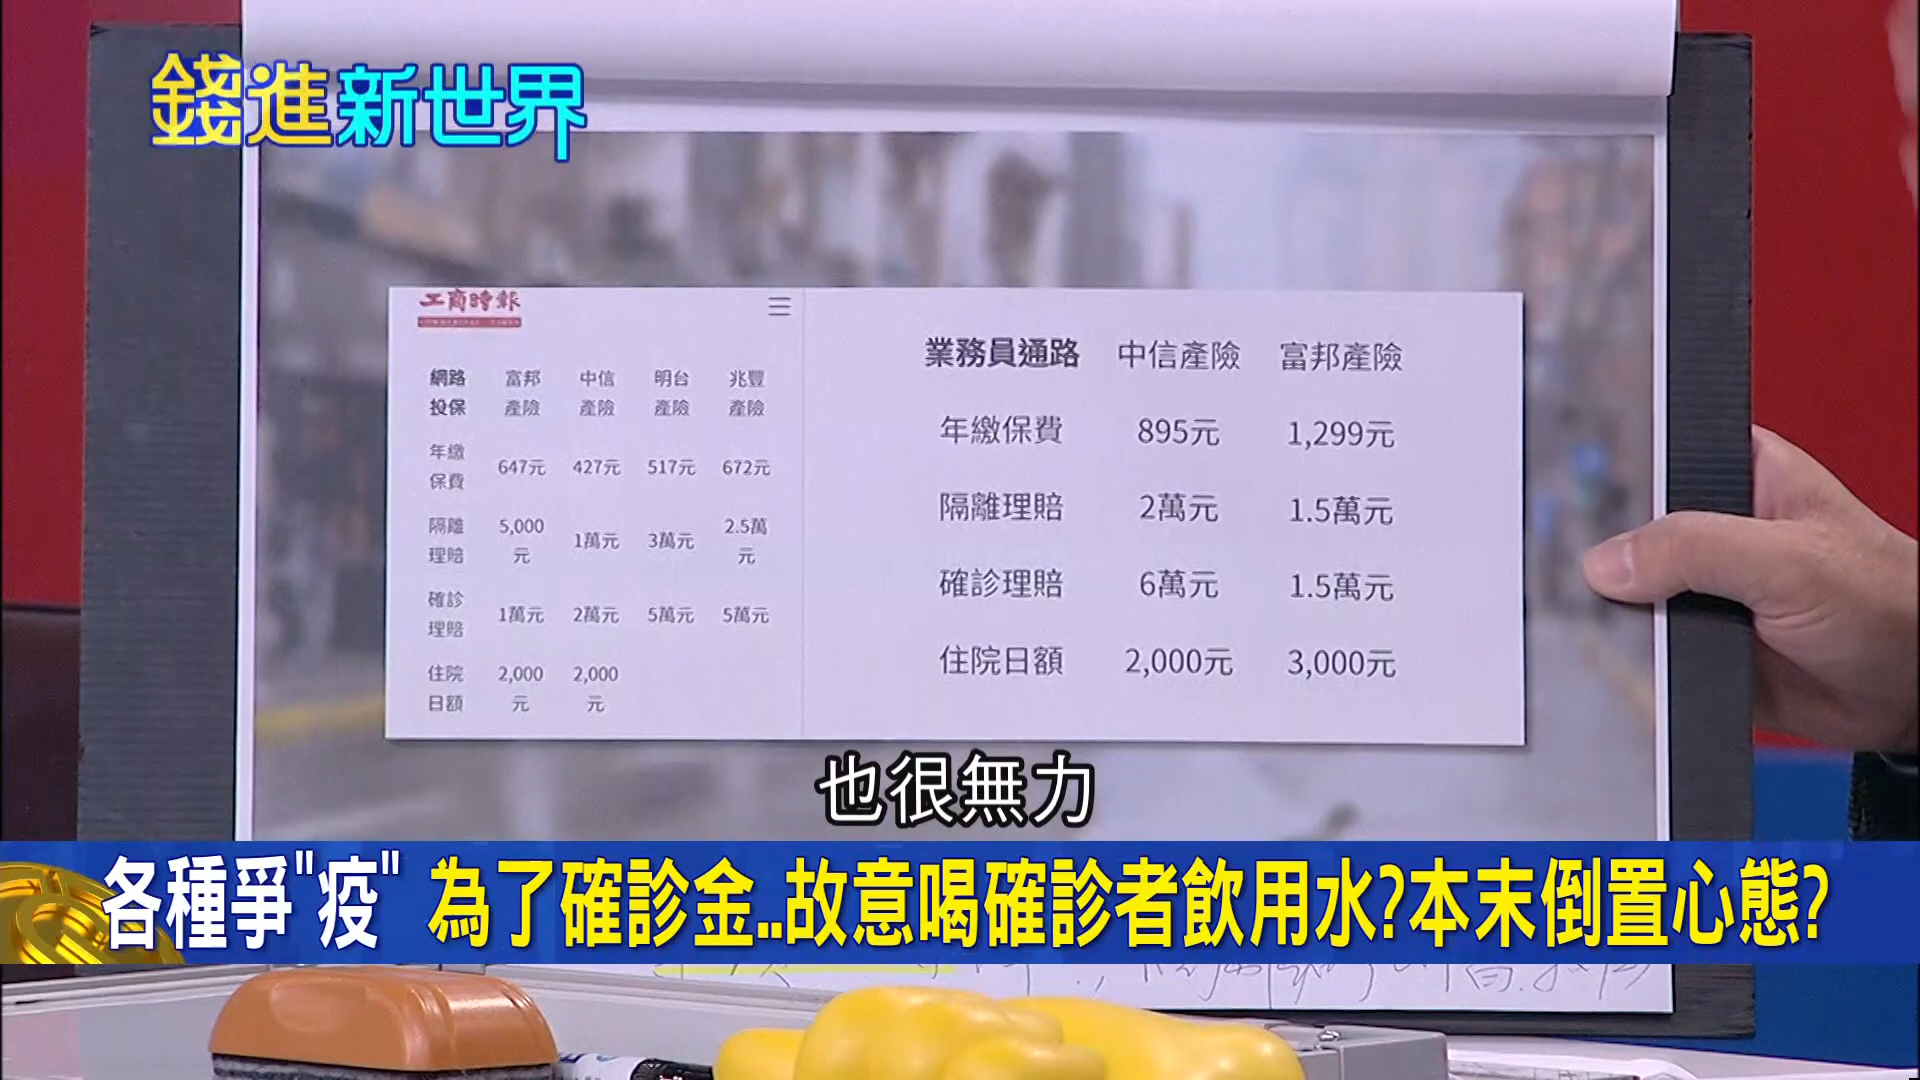 錢進新世界
工商時報
網路投保 富邦產險 中信產險 明台產險 兆豐產險
年繳保費 647元 427元 517元 672元
隔離理賠 5,000元 1萬元 3萬元 2.5萬元
確診理賠 1萬元 2萬元 5萬元 5萬元
住院日額 2,000元 2,000元
業務員通路 中信產險 富邦產險
年繳保費 895元 1,299元
隔離理賠 2萬元 1.5萬元
確診理賠 6萬元 1.5萬元
住院日額 2,000元 3,000元
也很無力
各種爭"疫" 為了確診金..故意喝確診者飲用水?本末倒置心態?